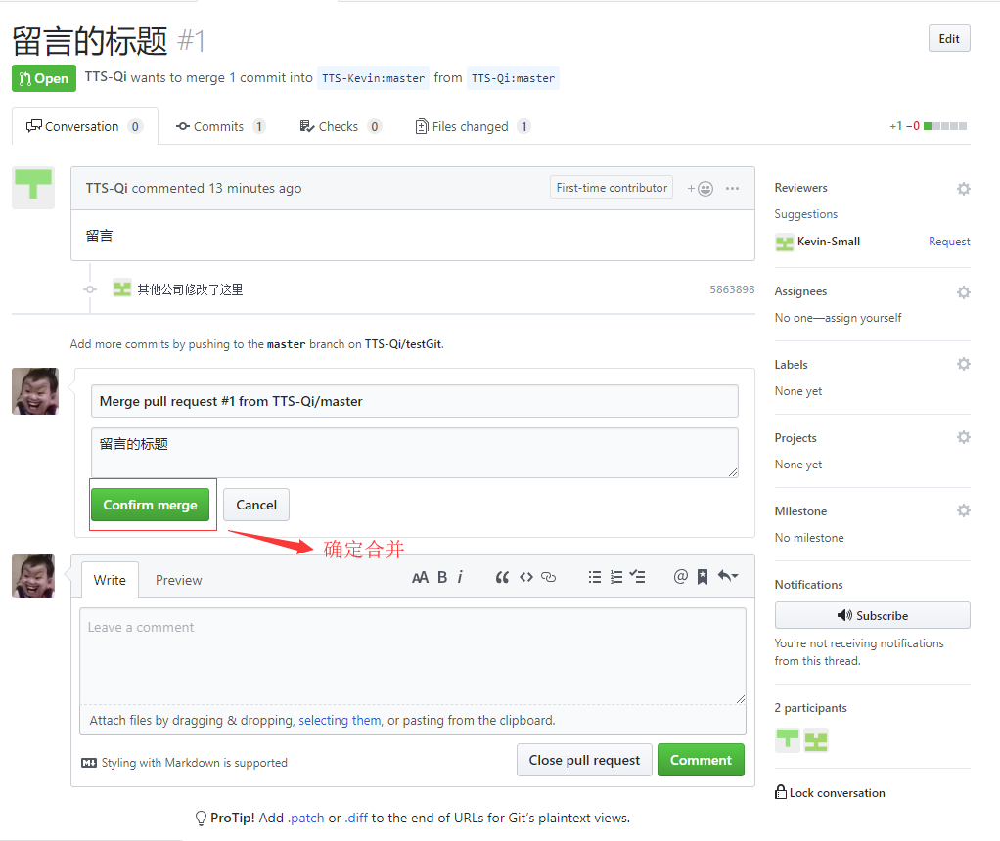 留言的标题 #1
Edit
Open TTS-Qi wants to merge 1 commit into TTS-Kevin:master from TTS-Qi:master
Conversation 0 Commits 1 Checks 0 Files changed 1 +1 −0
TTS-Qi commented 13 minutes ago First-time contributor
留言
其他公司修改了这里 5863898
Add more commits by pushing to the master branch on TTS-Qi/testGit.
Merge pull request #1 from TTS-Qi/master
留言的标题
Confirm merge Cancel
确定合并
Write Preview AA B i
Leave a comment
Attach files by dragging & dropping, selecting them, or pasting from the clipboard.
Styling with Markdown is supported
Close pull request Comment
ProTip! Add .patch or .diff to the end of URLs for Git’s plaintext views.
Reviewers
Suggestions
Kevin-Small Request
Assignees
No one—assign yourself
Labels
None yet
Projects
None yet
Milestone
No milestone
Notifications
Subscribe
You’re not receiving notifications
from this thread.
2 participants
Lock conversation